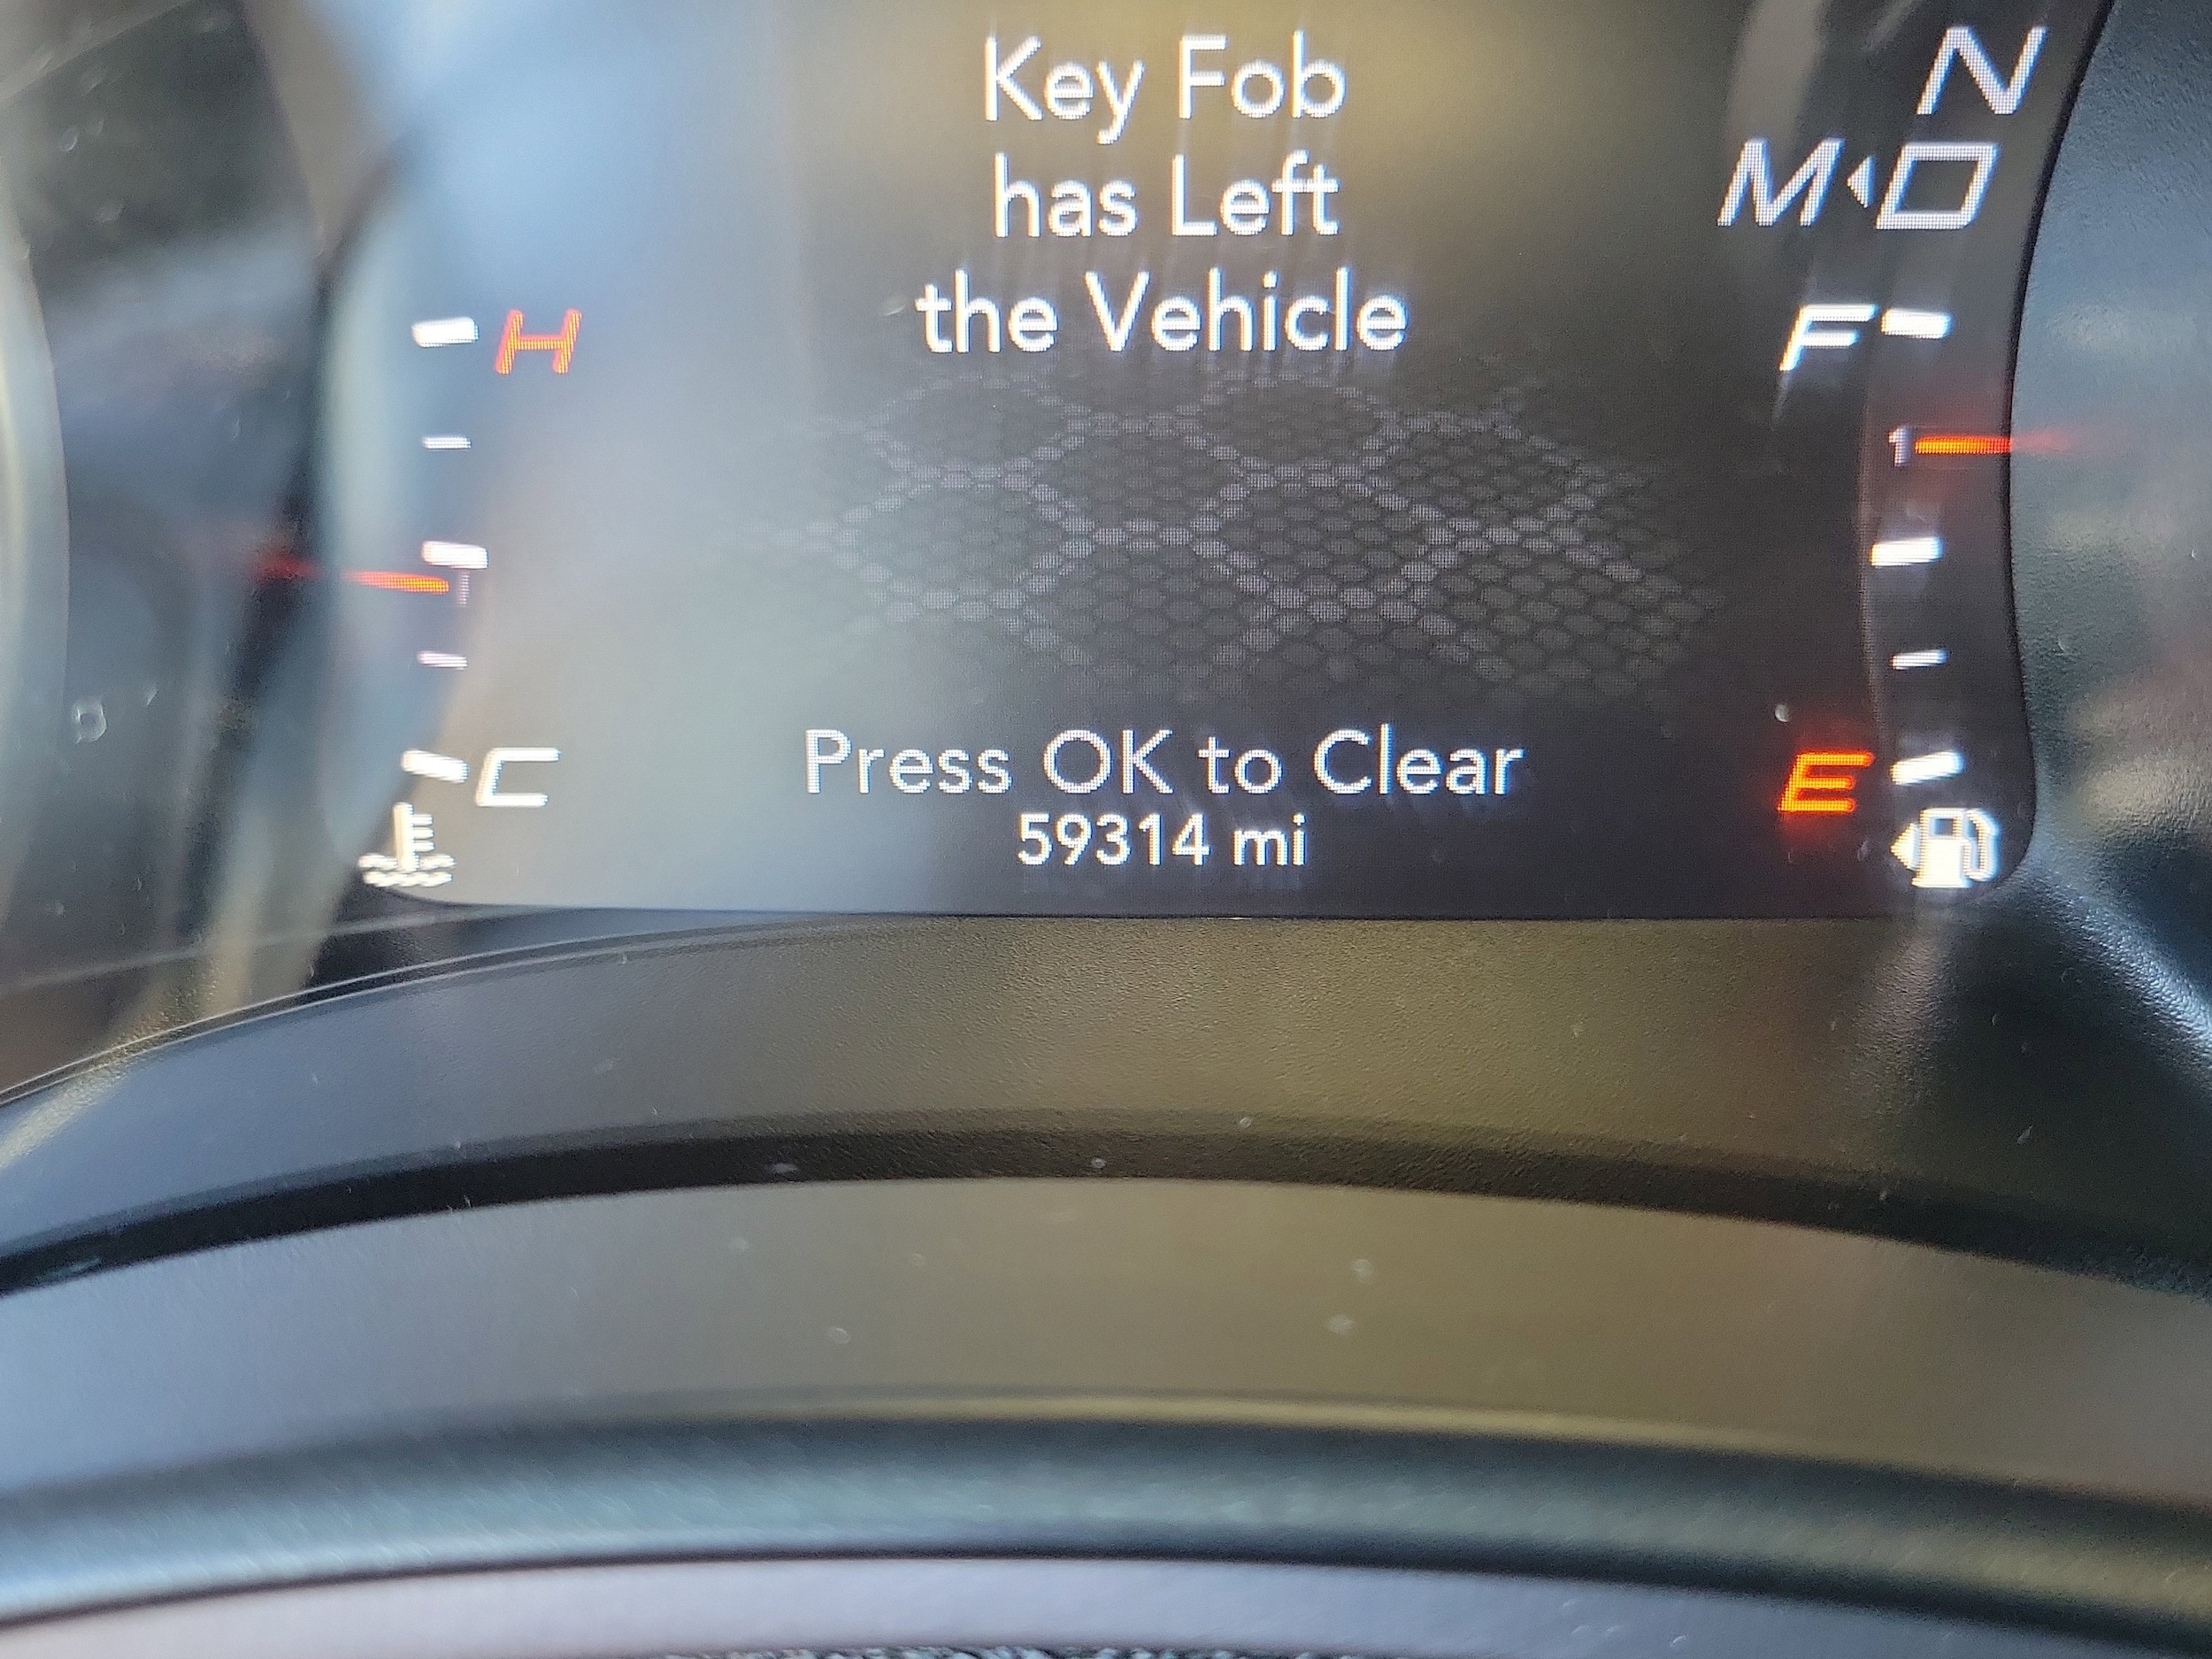 Key Fob
has Left
the Vehicle
N
M D
H
F
C
E
Press OK to Clear
59314 mi